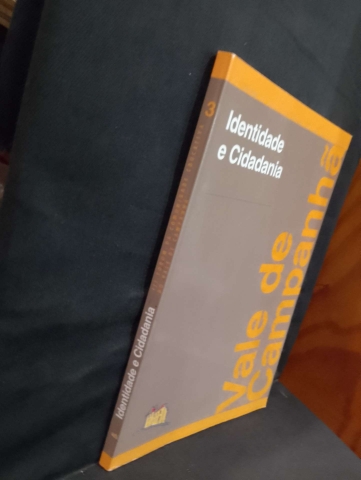 3
Identidade
e Cidadania
Vale de
Campanhã
Identidade e Cidadania